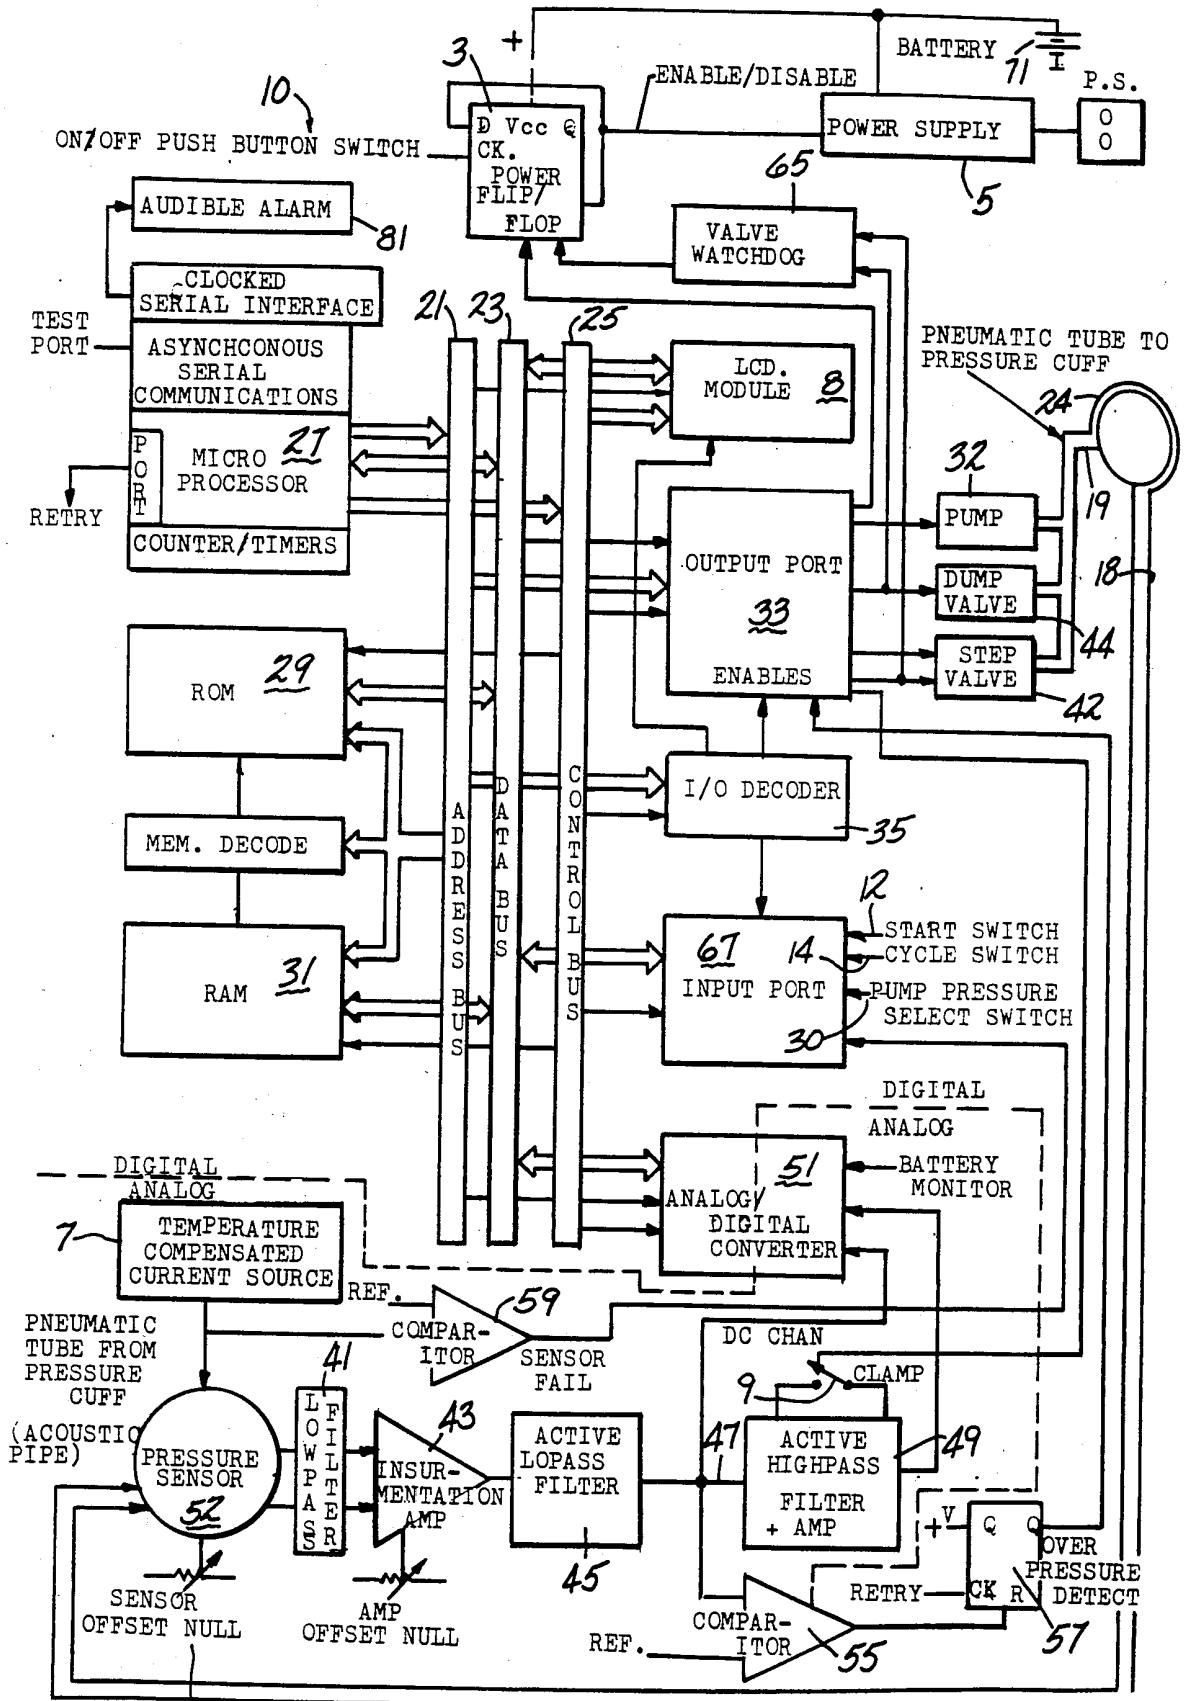 +
3
BATTERY
71
P.S.
ENABLE/DISABLE
10
D Vcc Q
POWER SUPPLY
O
O
ON/OFF PUSH BUTTON SWITCH
CK.
POWER
FLIP/
FLOP
65
5
AUDIBLE ALARM
81
VALVE
WATCHDOG
CLOCKED
SERIAL INTERFACE
21
23
25
TEST
PORT
ASYNCHCONOUS
SERIAL
COMMUNICATIONS
LCD.
MODULE
8
PNEUMATIC TUBE TO
PRESSURE CUFF
24
PORT
MICRO
PROCESSOR
27
RETRY
COUNTER/TIMERS
32
PUMP
19
18
OUTPUT PORT
33
ENABLES
DUMP
VALVE
44
STEP
VALVE
42
ROM
29
ADDRESS BUS
DATA BUS
CONTROL BUS
I/O DECODER
35
MEM. DECODE
RAM
31
67
INPUT PORT
12
START SWITCH
14
CYCLE SWITCH
PUMP PRESSURE
SELECT SWITCH
30
DIGITAL
ANALOG
DIGITAL
ANALOG
51
ANALOG/
DIGITAL
CONVERTER
BATTERY
MONITOR
7
TEMPERATURE
COMPENSATED
CURRENT SOURCE
REF.
59
COMPAR-
ITOR
SENSOR
FAIL
DC CHAN
9
CLAMP
PNEUMATIC
TUBE FROM
PRESSURE
CUFF
(ACOUSTIC
PIPE)
41
LOWPASS
FILTER
43
PRESSURE
SENSOR
52
INSUR-
MENTATION
AMP
ACTIVE
LOPASS
FILTER
45
47
ACTIVE
HIGHPASS
FILTER
+ AMP
49
+V
Q Q
OVER
PRESSURE
DETECT
RETRY
CK R
57
SENSOR
OFFSET NULL
AMP
OFFSET NULL
COMPAR-
ITOR
55
REF.